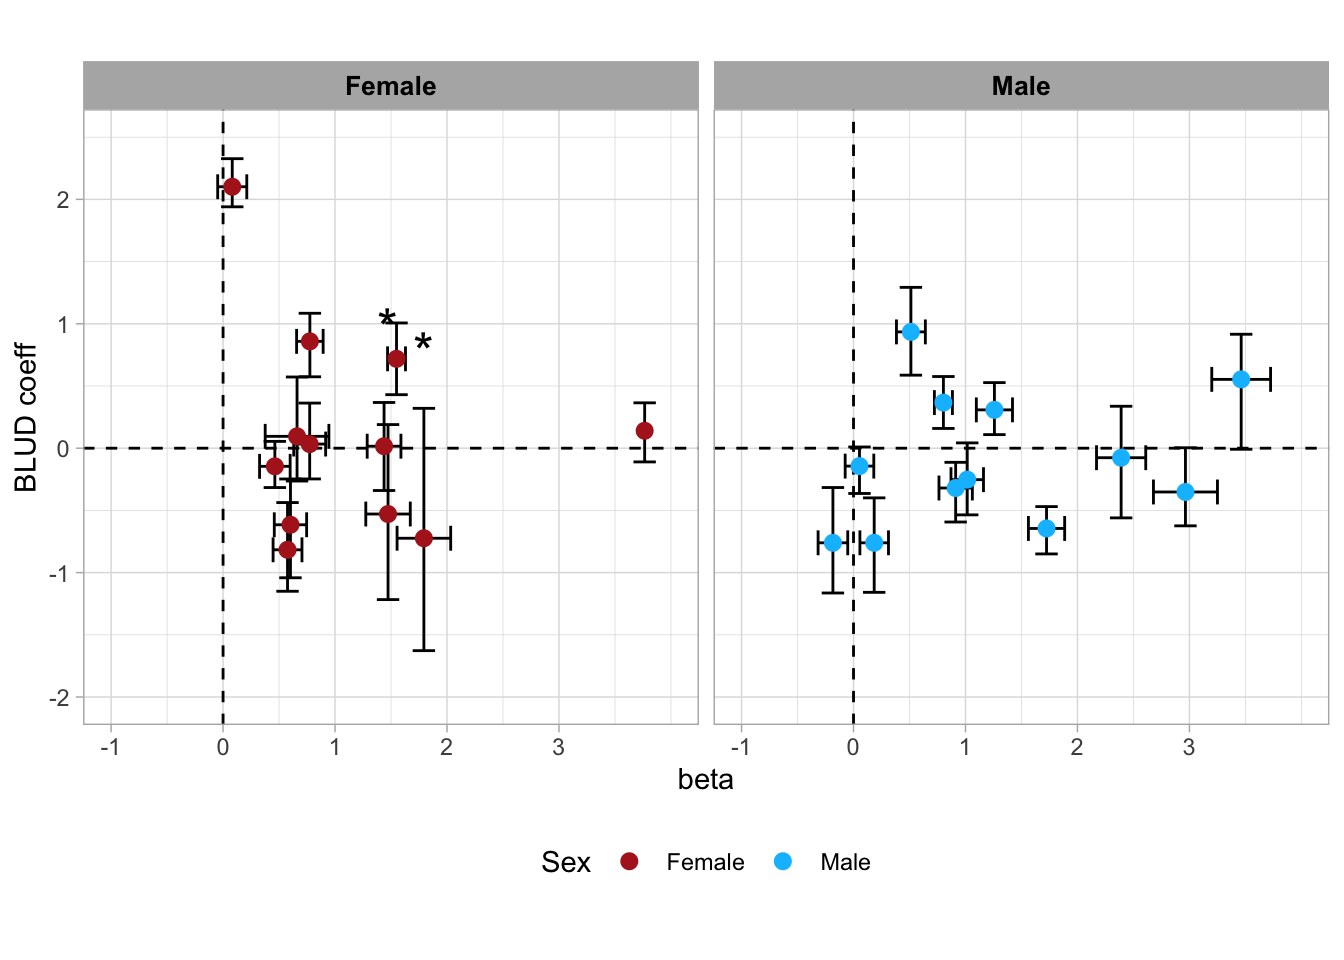 Female Male
BLUD coeff
2
1
0
-1
-2
* *
-1 0 1 2 3 -1 0 1 2 3
beta
Sex Female Male